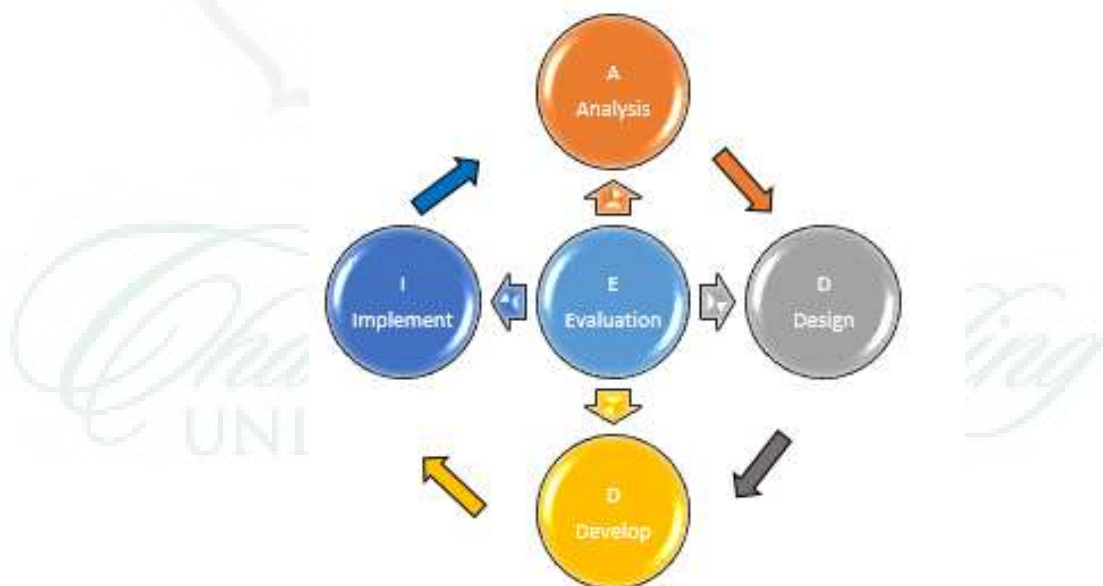 A
Analysis
I
Implement
E
Evaluation
D
Design
D
Develop
UNI